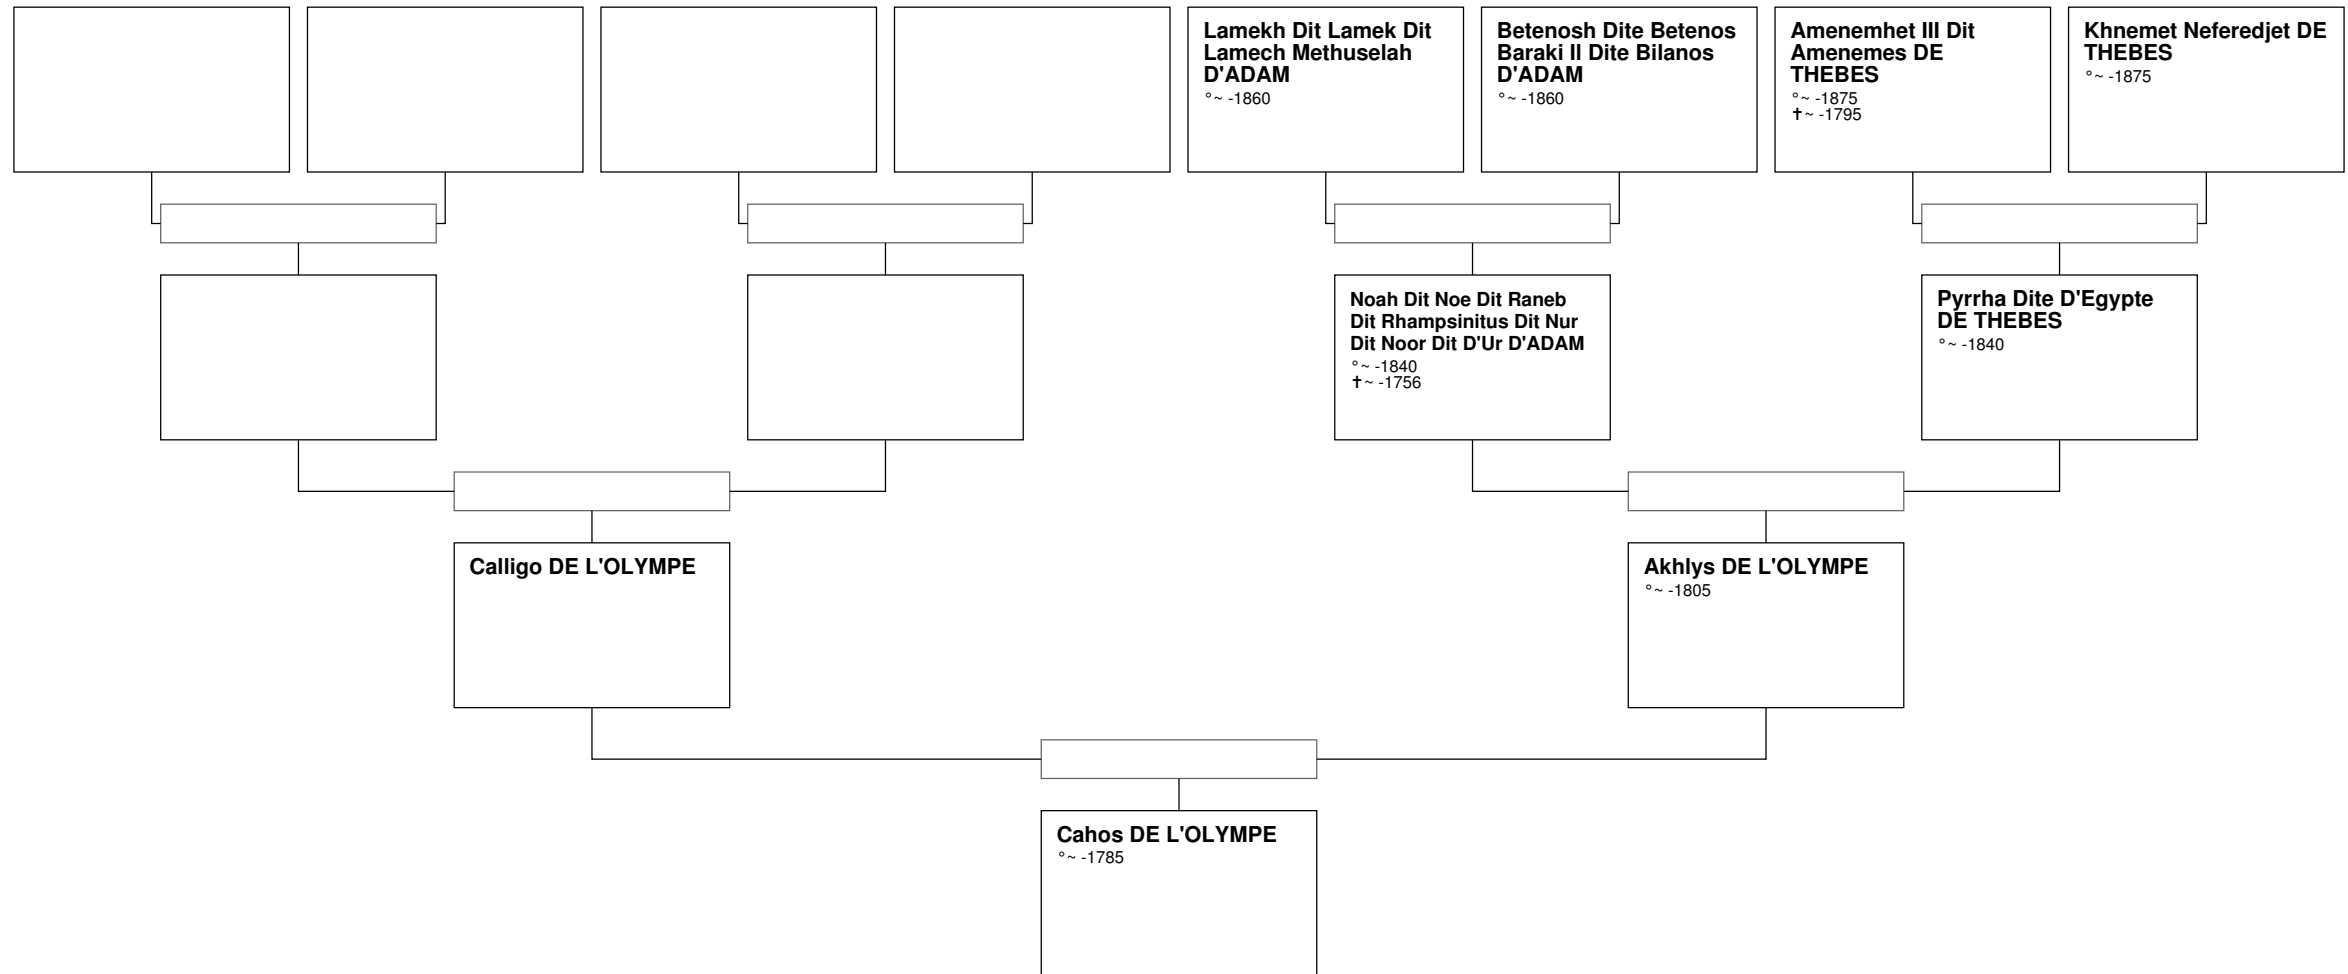 Lamekh Dit Lamek Dit
Lamech Methuselah
D'ADAM
°~ -1860
Betenosh Dite Betenos
Baraki II Dite Bilanos
D'ADAM
°~ -1860
Amenemhet III Dit
Amenemes DE
THEBES
°~ -1875
✝~ -1795
Khnemet Neferedjet DE
THEBES
°~ -1875
Noah Dit Noe Dit Raneb
Dit Rhampsinitus Dit Nur
Dit Noor Dit D'Ur D'ADAM
°~ -1840
✝~ -1756
Pyrrha Dite D'Egypte
DE THEBES
°~ -1840
Calligo DE L'OLYMPE
Akhlys DE L'OLYMPE
°~ -1805
Cahos DE L'OLYMPE
°~ -1785